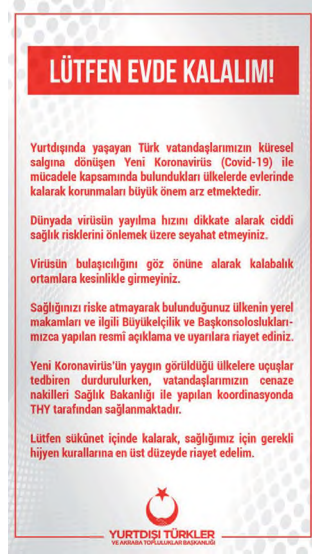 LÜTFEN EVDE KALALIM!
Yurtdışında yaşayan Türk vatandaşlarımızın küresel
salgına dönüşen Yeni Koronavirüs (Covid-19) ile
mücadele kapsamında bulundukları ülkelerde evlerinde
kalarak korunmaları büyük önem arz etmektedir.
Dünyada virüsün yayılma hızını dikkate alarak ciddi
sağlık risklerini önlemek üzere seyahat etmeyiniz.
Virüsün bulaşıcılığını göz önüne alarak kalabalık
ortamlara kesinlikle girmeyiniz.
Sağlığınızı riske atmayarak bulunduğunuz ülkenin yerel
makamları ve ilgili Büyükelçilik ve Başkonsoloslukları-
mızca yapılan resmî açıklama ve uyarılara riayet ediniz.
Yeni Koronavirüs'ün yaygın görüldüğü ülkelere uçuşlar
tedbiren durdurulurken, vatandaşlarımızın cenaze
nakilleri Sağlık Bakanlığı ile yapılan koordinasyonda
THY tarafından sağlanmaktadır.
Lütfen sükûnet içinde kalarak, sağlığımız için gerekli
hijyen kurallarına en üst düzeyde riayet edelim.
YURTDIŞI TÜRKLER
VE AKRABA TOPLULUKLAR BAŞKANLIĞI